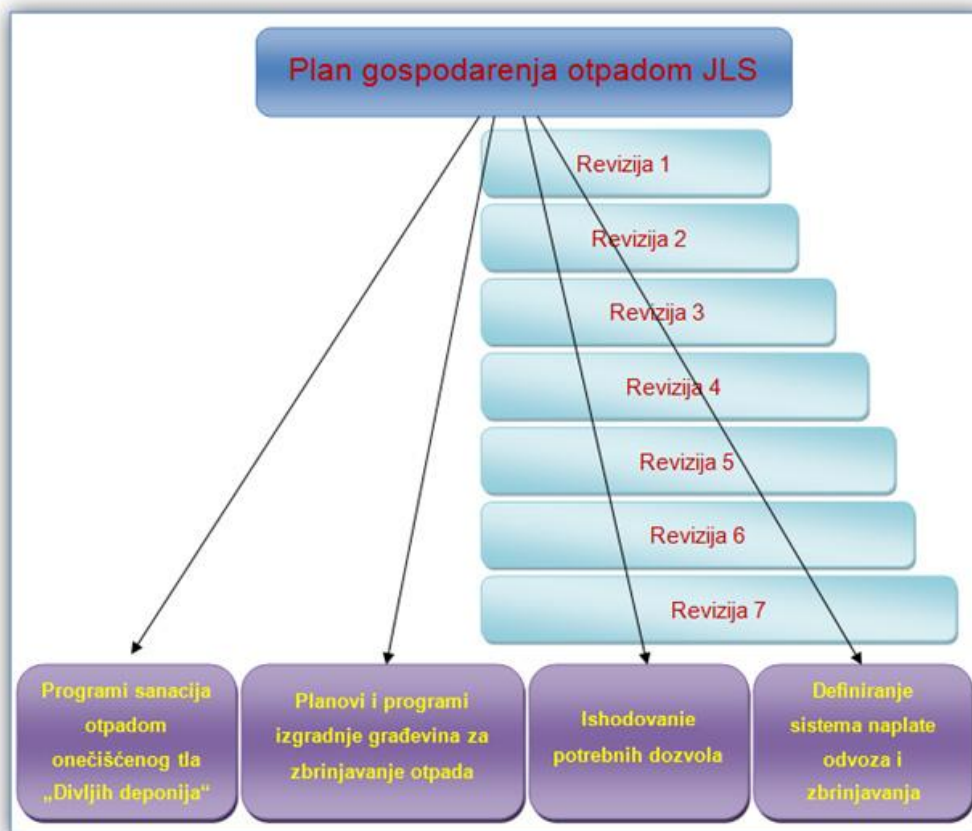 Plan gospodarenja otpadom JLS
Revizija 1
Revizija 2
Revizija 3
Revizija 4
Revizija 5
Revizija 6
Revizija 7
Programi sanacija
otpadom
onečišćenog tla
„Divljih deponija“
Planovi i programi
izgradnje građevina za
zbrinjavanje otpada
Ishodovanie
potrebnih dozvola
Definiranje
sistema naplate
odvoza i
zbrinjavanja